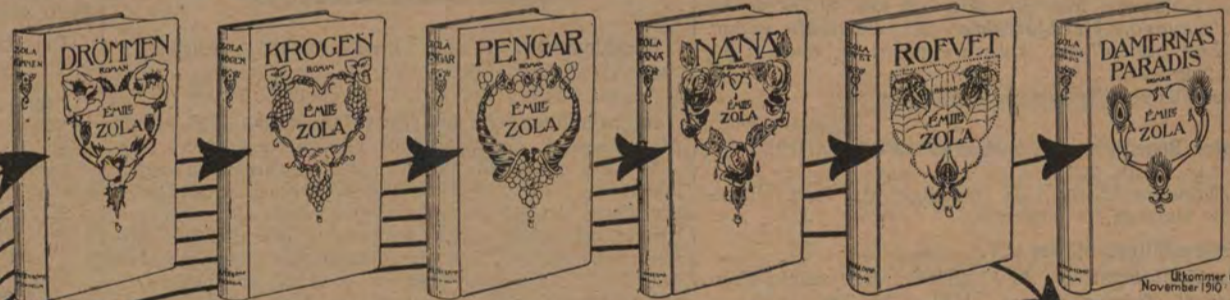 DRÖMMEN
ROMAN
ÉMILE
ZOLA
KROGEN
ROMAN
ÉMILE
ZOLA
PENGAR
ROMAN
ÉMILE
ZOLA
NANA
ÉMILE
ZOLA
ROFVET
ROMAN
ÉMILE
ZOLA
DAMERNAS
PARADIS
ROMAN
ÉMILE
ZOLA
Utkommer
November 1910